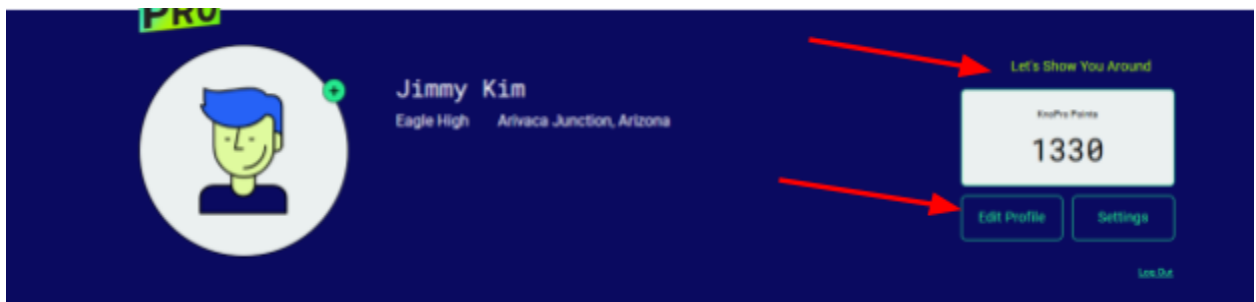 PRO
Jimmy Kim
Eagle High Arivaca Junction, Arizona
Let's Show You Around
KnoPro Points
1330
Edit Profile Settings
Log Out